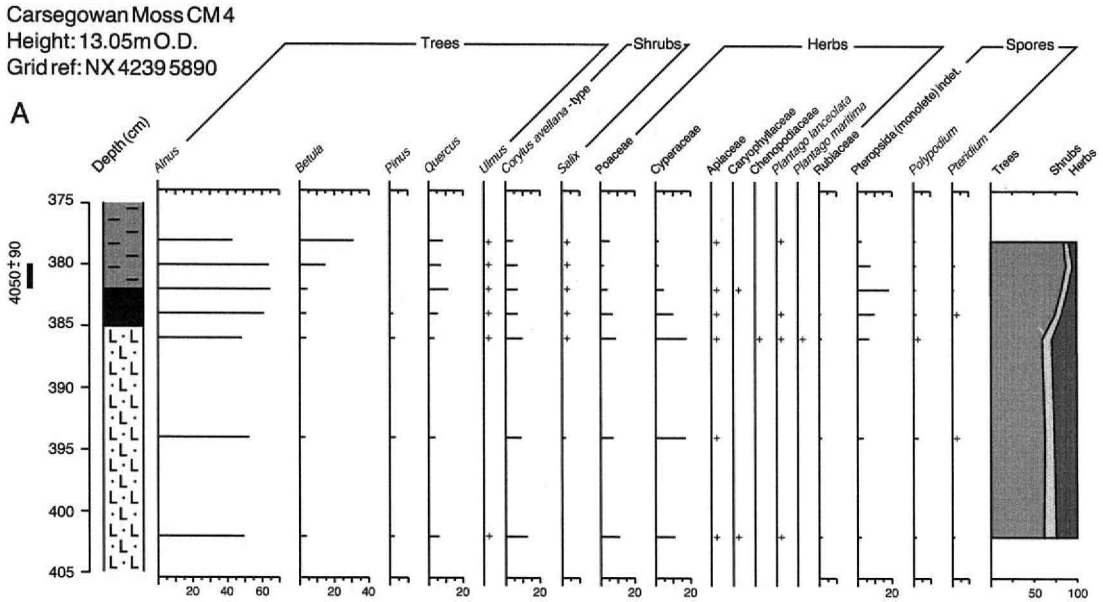 Carsegowan Moss CM 4
Height: 13.05m O.D.
Grid ref: NX 4239 5890
A
Trees
Shrubs
Herbs
Spores
Depth (cm)
Alnus
Betula
Pinus
Quercus
Ulmus
Corylus avellana-type
Salix
Poaceae
Cyperaceae
Apiaceae
Caryophyllaceae
Chenopodiaceae
Plantago lanceolata
Plantago maritima
Rubiaceae
Pteropsida (monolete) indet.
Polypodium
Pteridium
Trees
Shrubs
Herbs
375
380
385
390
395
400
405
4050 ± 90
L L
L
L L
L
L L
L
L L
L
L L
L
L L
L
L L
L
L L
L
L L
L
L L
20 40 60
20 40
20
20
20
20
50 100